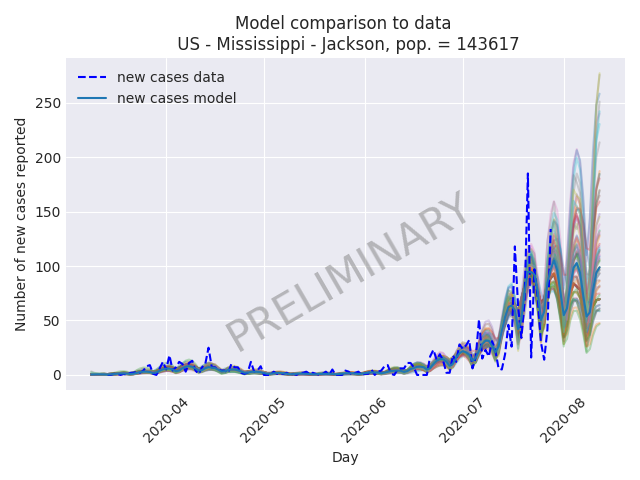 Model comparison to data
US - Mississippi - Jackson, pop. = 143617
new cases data
new cases model
PRELIMINARY
Number of new cases reported
250
200
150
100
50
0
2020-04
2020-05
2020-06
2020-07
2020-08
Day